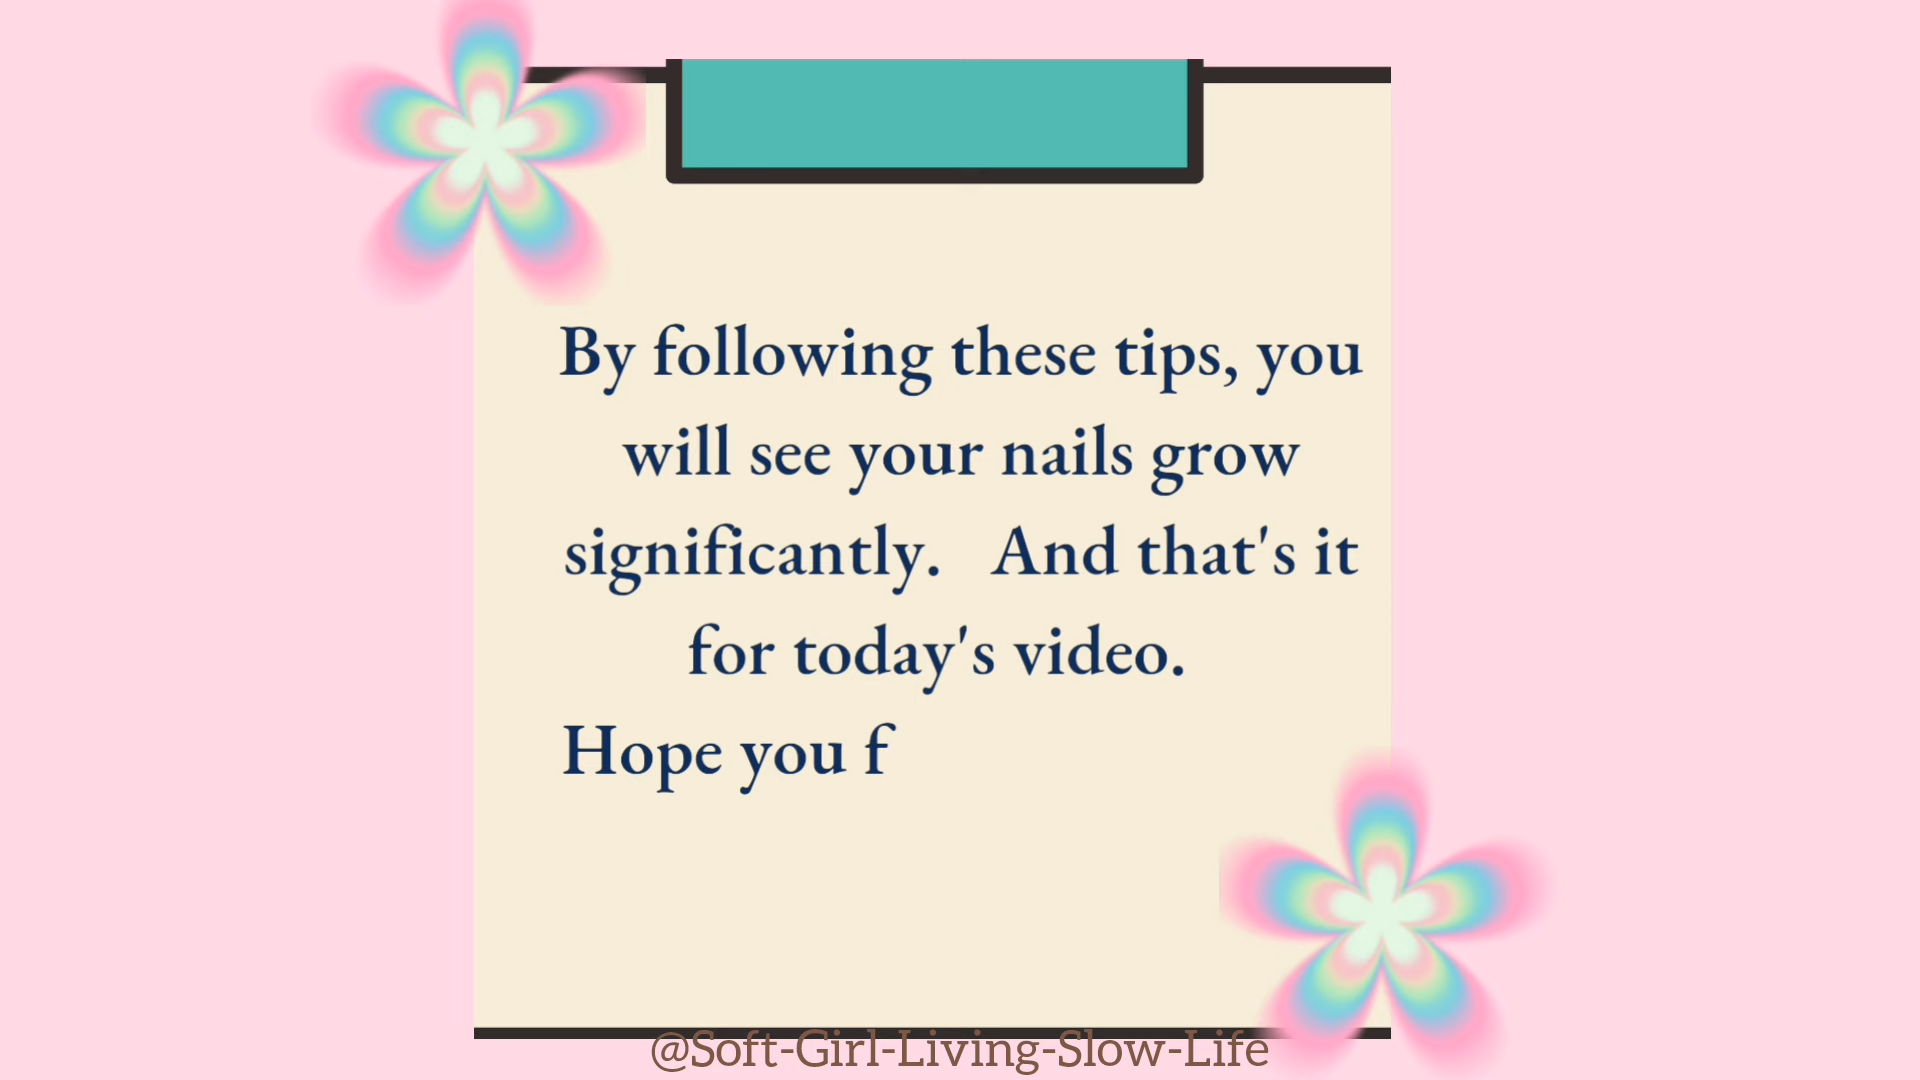 By following these tips, you
will see your nails grow
significantly.   And that's it
for today's video.
Hope you f
@Soft-Girl-Living-Slow-Life